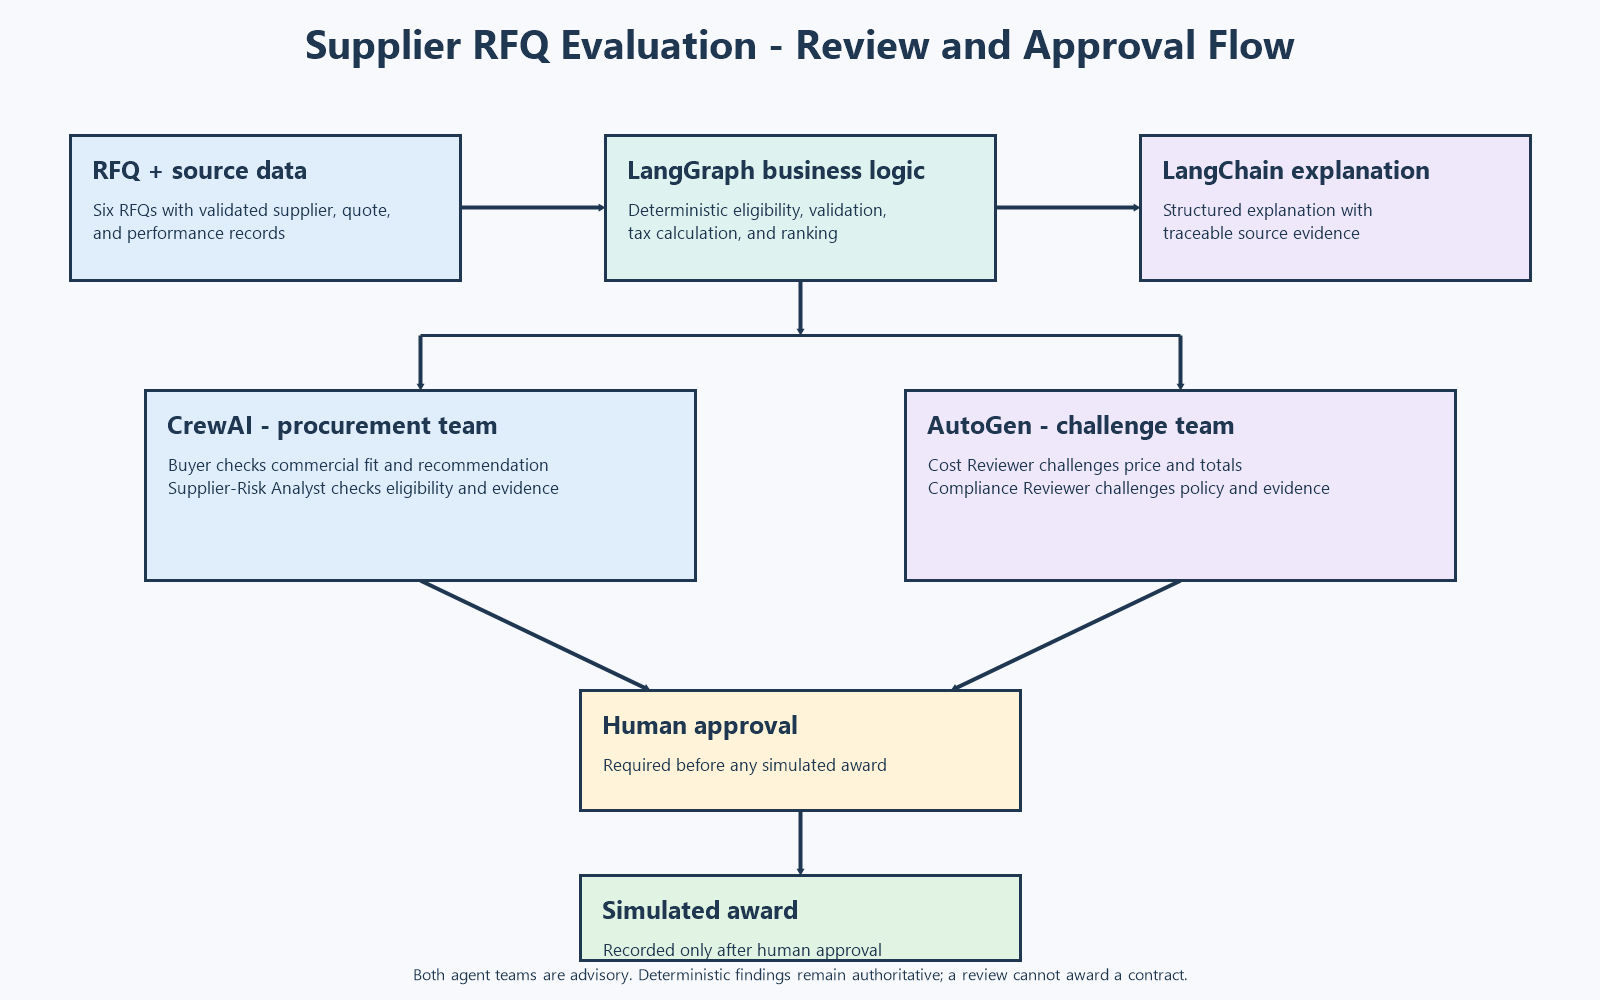 Supplier RFQ Evaluation - Review and Approval Flow
RFQ + source data
Six RFQs with validated supplier, quote,
and performance records
LangGraph business logic
Deterministic eligibility, validation,
tax calculation, and ranking
LangChain explanation
Structured explanation with
traceable source evidence
CrewAI - procurement team
Buyer checks commercial fit and recommendation
Supplier-Risk Analyst checks eligibility and evidence
AutoGen - challenge team
Cost Reviewer challenges price and totals
Compliance Reviewer challenges policy and evidence
Human approval
Required before any simulated award
Simulated award
Recorded only after human approval
Both agent teams are advisory. Deterministic findings remain authoritative; a review cannot award a contract.